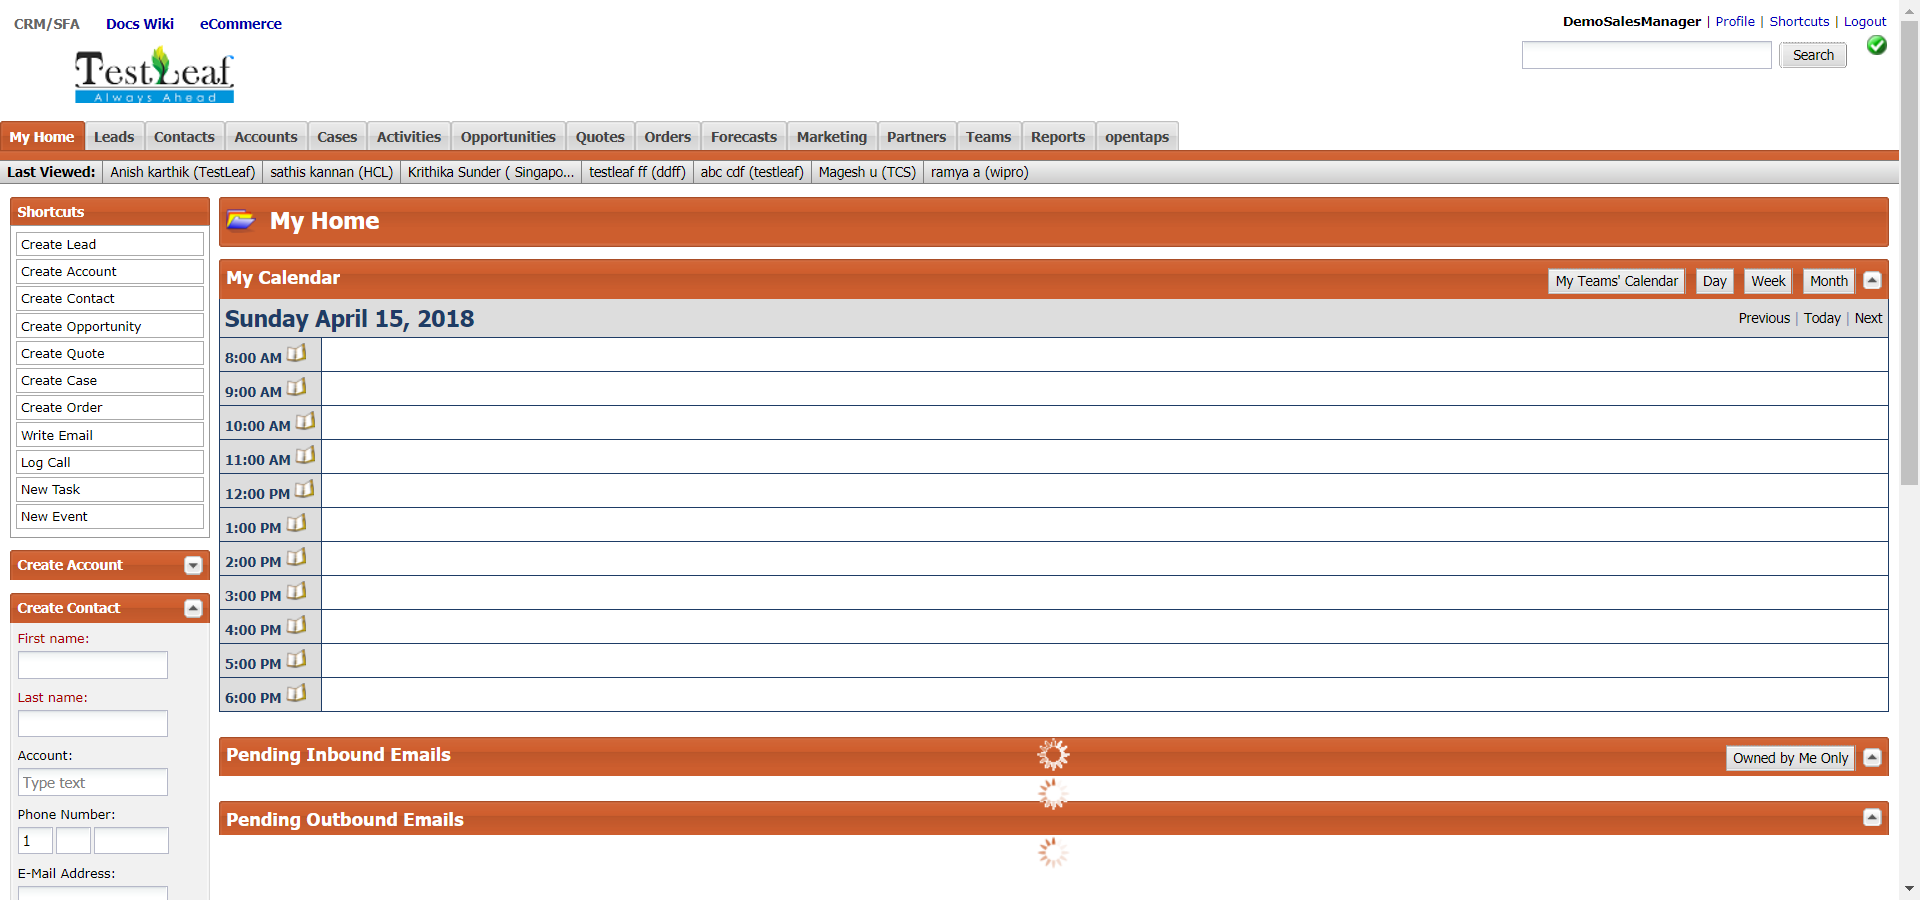 CRM/SFA Docs Wiki eCommerce
DemoSalesManager | Profile | Shortcuts | Logout
Search
TestLeaf
Always Ahead
My Home Leads Contacts Accounts Cases Activities Opportunities Quotes Orders Forecasts Marketing Partners Teams Reports opentaps
Last Viewed: Anish karthik (TestLeaf) sathis kannan (HCL) Krithika Sunder ( Singapo... testleaf ff (ddff) abc cdf (testleaf) Magesh u (TCS) ramya a (wipro)
Shortcuts
Create Lead
Create Account
Create Contact
Create Opportunity
Create Quote
Create Case
Create Order
Write Email
Log Call
New Task
New Event
Create Account
Create Contact
First name:
Last name:
Account:
Type text
Phone Number:
1
E-Mail Address:
My Home
My Calendar
My Teams' Calendar Day Week Month
Sunday April 15, 2018
Previous | Today | Next
8:00 AM
9:00 AM
10:00 AM
11:00 AM
12:00 PM
1:00 PM
2:00 PM
3:00 PM
4:00 PM
5:00 PM
6:00 PM
Pending Inbound Emails
Owned by Me Only
Pending Outbound Emails